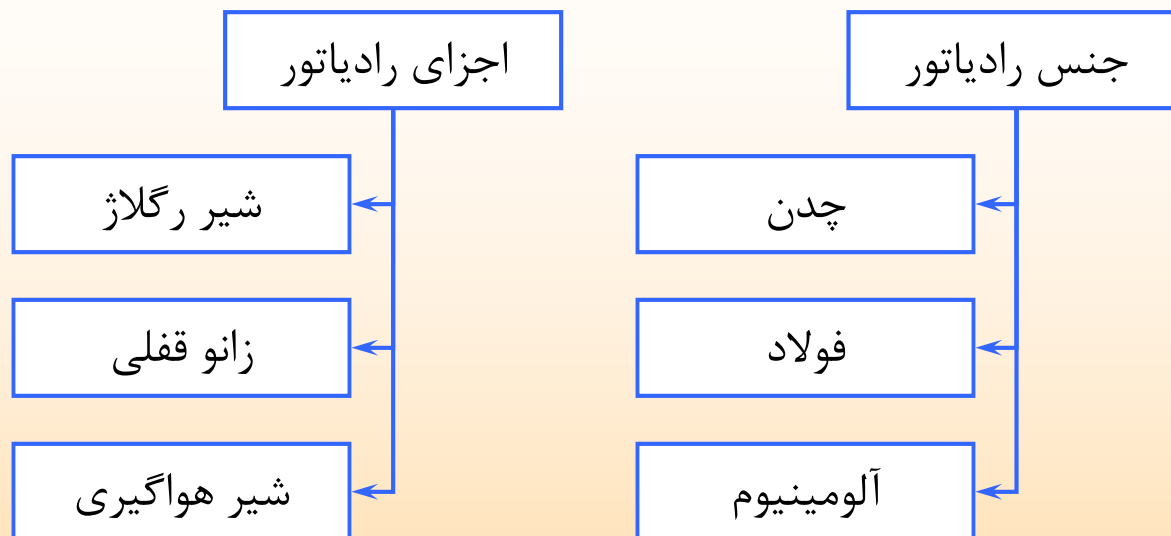 جنس رادیاتور
چدن
فولاد
آلومینیوم
اجزای رادیاتور
شیر رگلاژ
زانو قفلی
شیر هواگیری